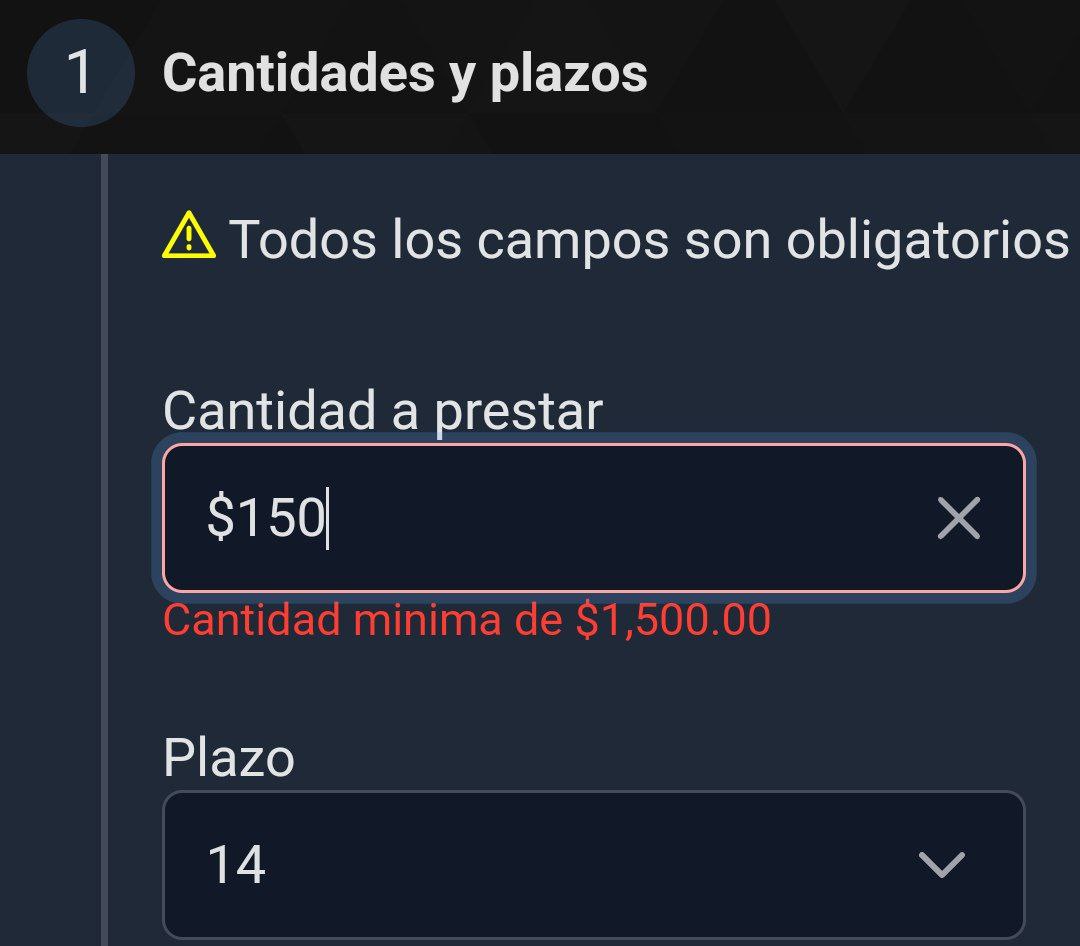 1 Cantidades y plazos
Todos los campos son obligatorios
Cantidad a prestar
$150
Cantidad minima de $1,500.00
Plazo
14